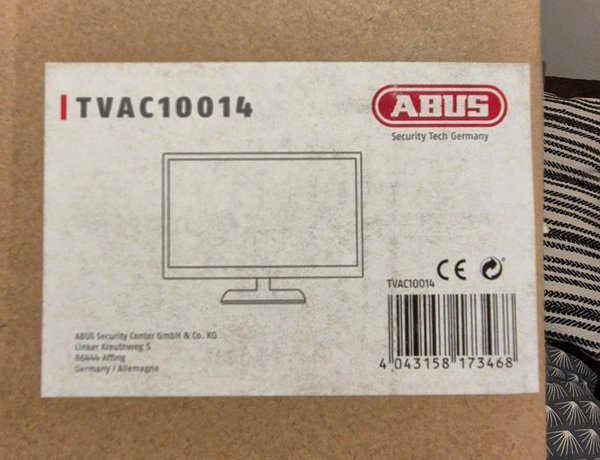 TVAC10014
ABUS
Security Tech Germany
TVAC10014
CE
4 043158 173468
ABUS Security Center GmbH & Co. KG
Linker Kreuthweg 5
86444 Affing
Germany / Allemagne